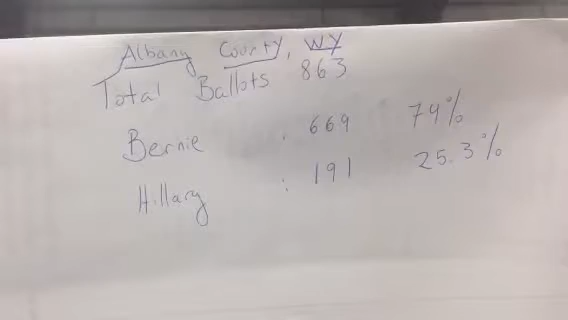 Albany County, WY
Total Ballots 863
Bernie : 669 74%
Hillary : 191 25.3%